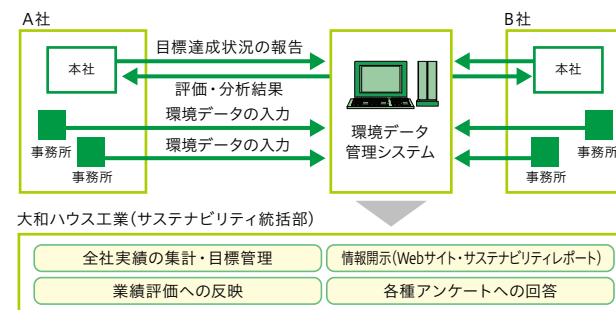 A社
B社
目標達成状況の報告
本社
本社
評価・分析結果
環境データの入力
環境データ
管理システム
事務所
環境データの入力
事務所
事務所
事務所
大和ハウス工業(サステナビリティ統括部)
全社実績の集計・目標管理
情報開示(Webサイト・サステナビリティレポート)
業績評価への反映
各種アンケートへの回答